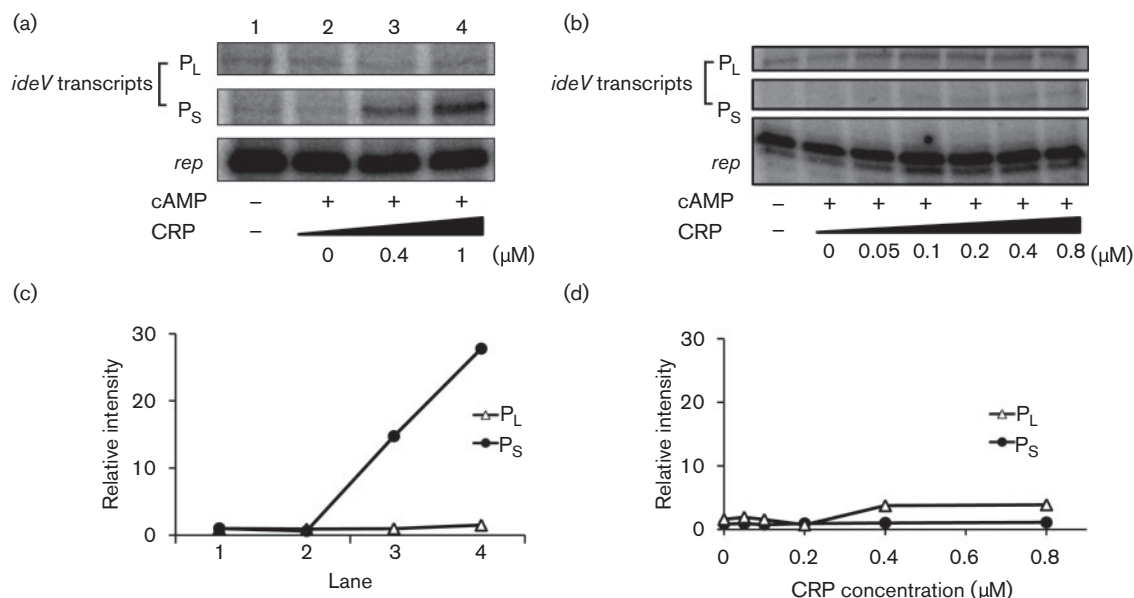 (a)
1 2 3 4
ideV transcripts
PL
PS
rep
cAMP – + + +
CRP –
0 0.4 1 (μM)
(b)
ideV transcripts
PL
PS
rep
cAMP – + + + + + +
CRP –
0 0.05 0.1 0.2 0.4 0.8 (μM)
(c)
30
20
10
0
Relative intensity
PL
PS
1 2 3 4
Lane
(d)
30
20
10
0
Relative intensity
PL
PS
0 0.2 0.4 0.6 0.8
CRP concentration (μM)